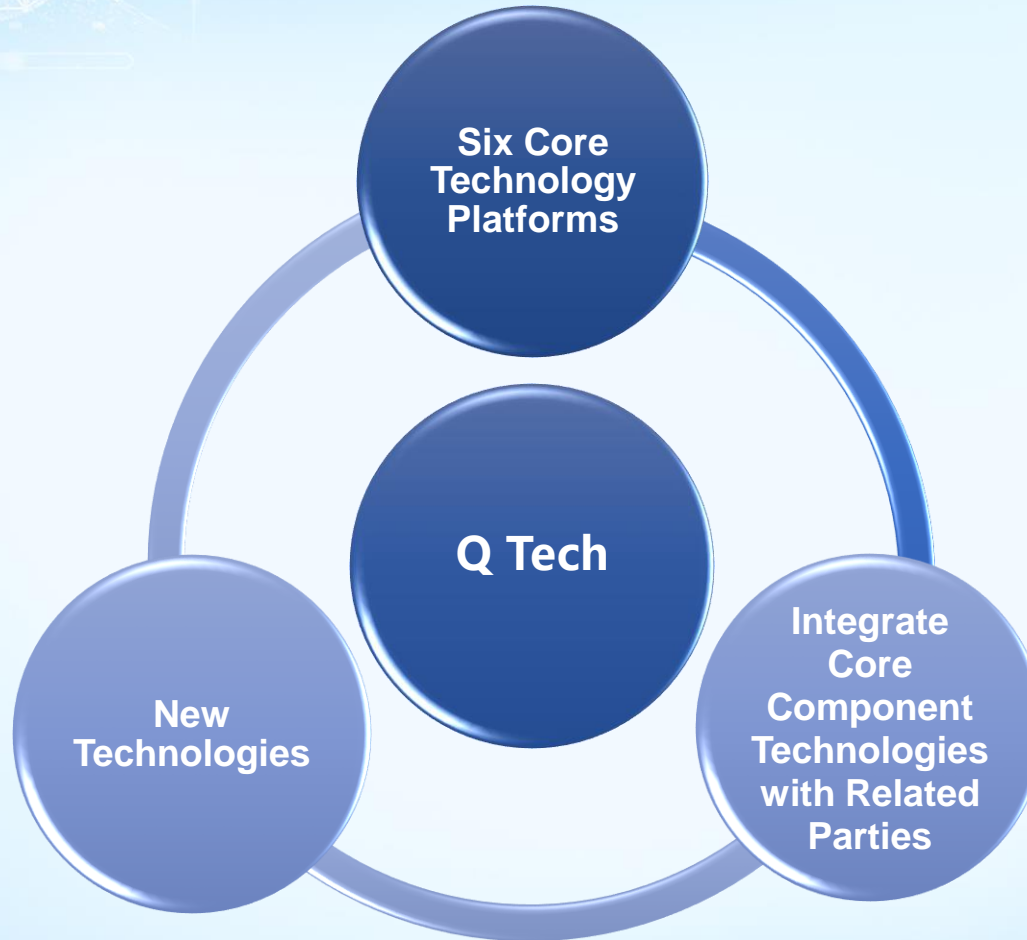 Six Core
Technology
Platforms
Q Tech
New
Technologies
Integrate
Core
Component
Technologies
with Related
Parties